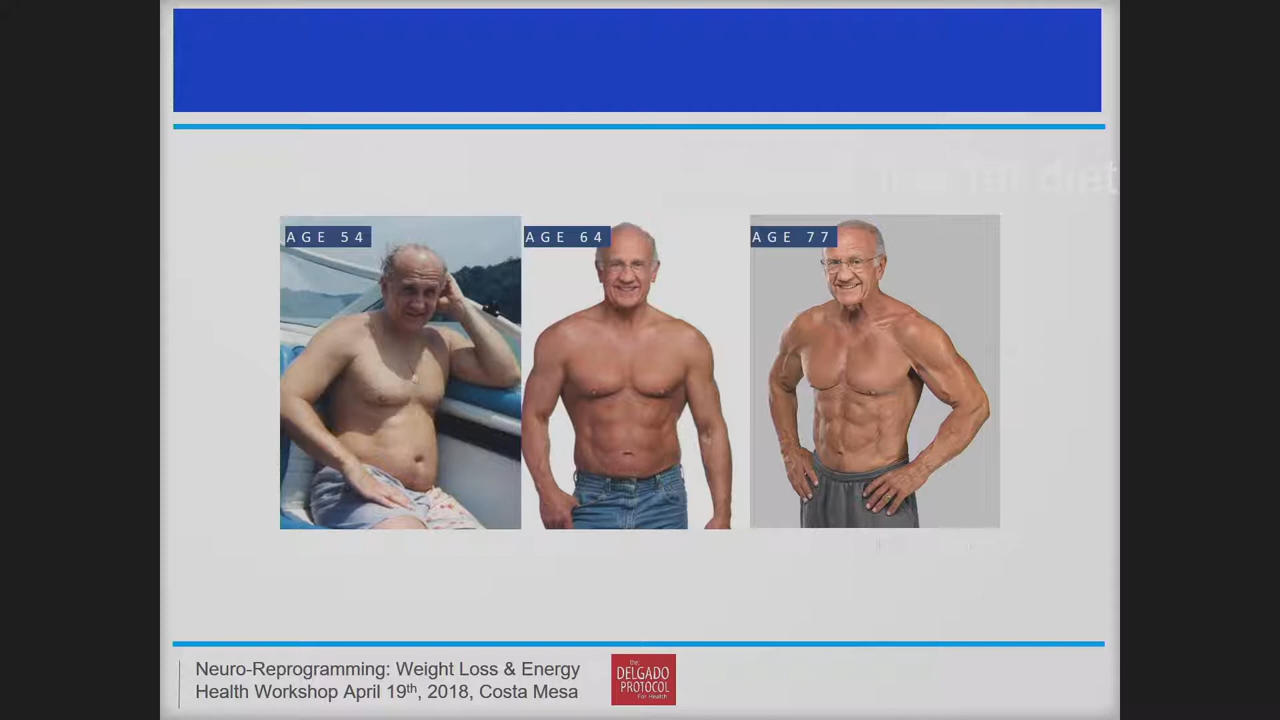 diet
AGE 54
AGE 64
AGE 77
Neuro-Reprogramming: Weight Loss & Energy
Health Workshop April 19th, 2018, Costa Mesa
the
DELGADO
PROTOCOL
For Health